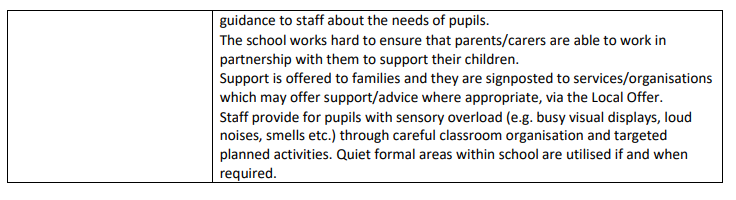 guidance to staff about the needs of pupils.
The school works hard to ensure that parents/carers are able to work in
partnership with them to support their children.
Support is offered to families and they are signposted to services/organisations
which may offer support/advice where appropriate, via the Local Offer.
Staff provide for pupils with sensory overload (e.g. busy visual displays, loud
noises, smells etc.) through careful classroom organisation and targeted
planned activities. Quiet formal areas within school are utilised if and when
required.